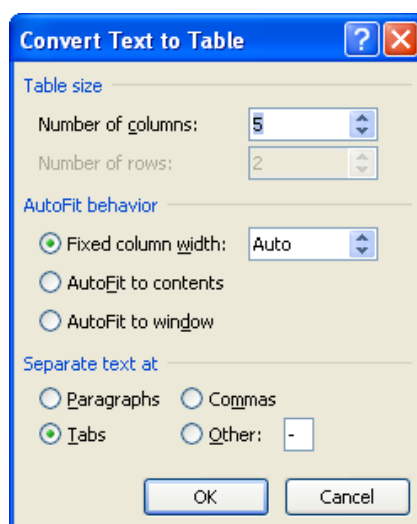 Convert Text to Table ?
Table size
Number of columns: 5
Number of rows: 2
AutoFit behavior
Fixed column width: Auto
AutoFit to contents
AutoFit to window
Separate text at
Paragraphs Commas
Tabs Other: -
OK Cancel